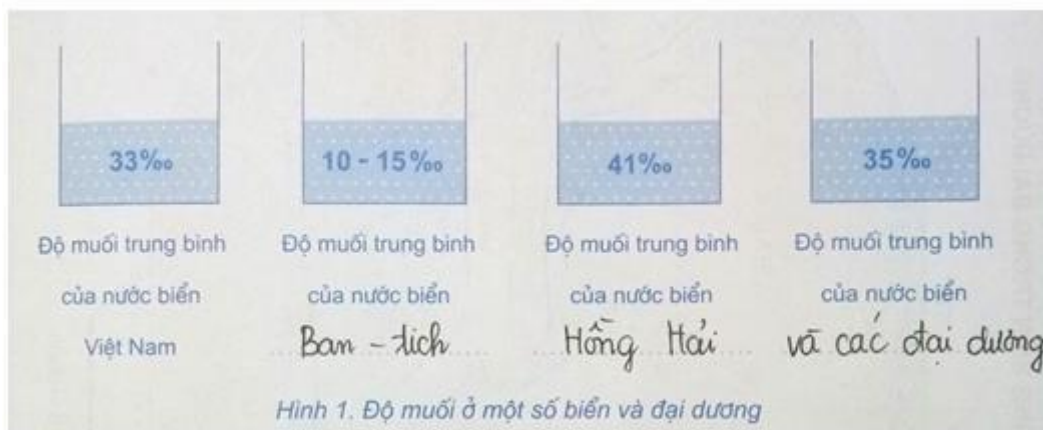 33‰
10 - 15‰
41‰
35‰
Độ muối trung bình
của nước biển
Việt Nam
Độ muối trung bình
của nước biển
Ban - tich
Độ muối trung bình
của nước biển
Hồng Hải
Độ muối trung bình
của nước biển
và các đại dương
Hình 1. Độ muối ở một số biển và đại dương